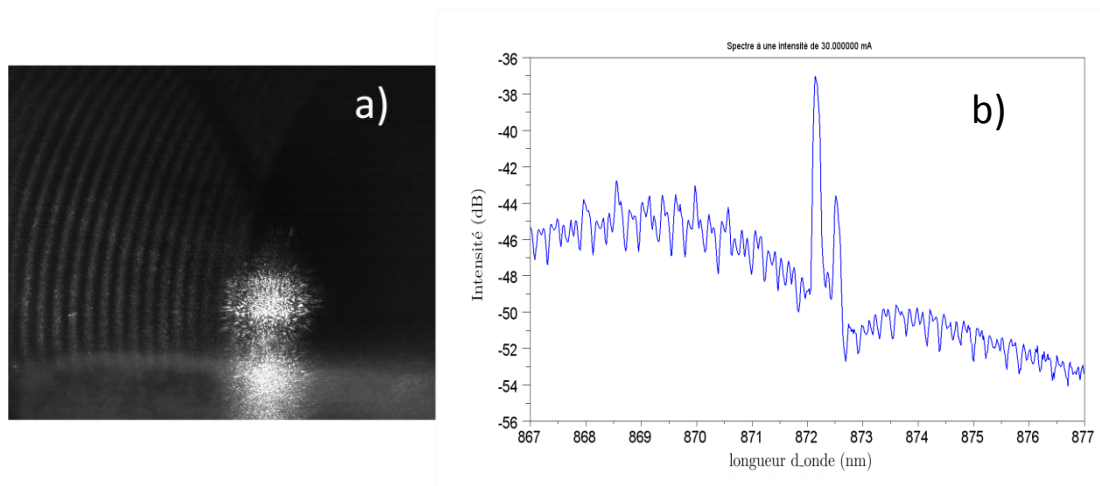 a)
Spectre à une intensité de 30.000000 mA
b)
Intensité (dB)
-36
-38
-40
-42
-44
-46
-48
-50
-52
-54
-56
867 868 869 870 871 872 873 874 875 876 877
longueur d_onde (nm)